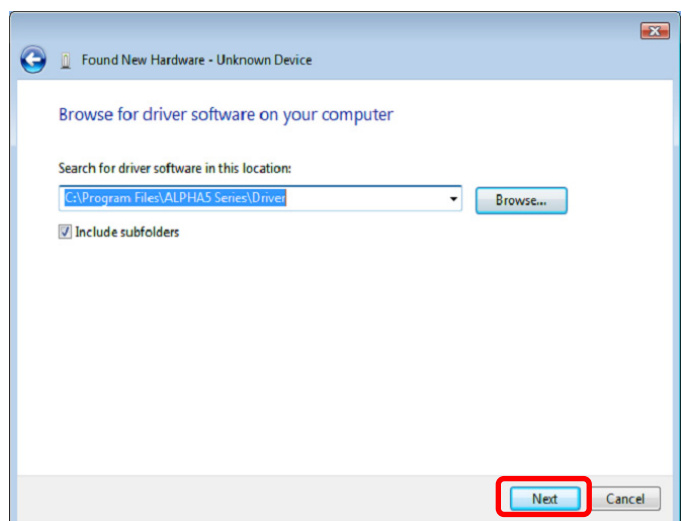 Found New Hardware - Unknown Device
Browse for driver software on your computer
Search for driver software in this location:
C:\Program Files\ALPHA5 Series\Driver
Browse...
Include subfolders
Next
Cancel